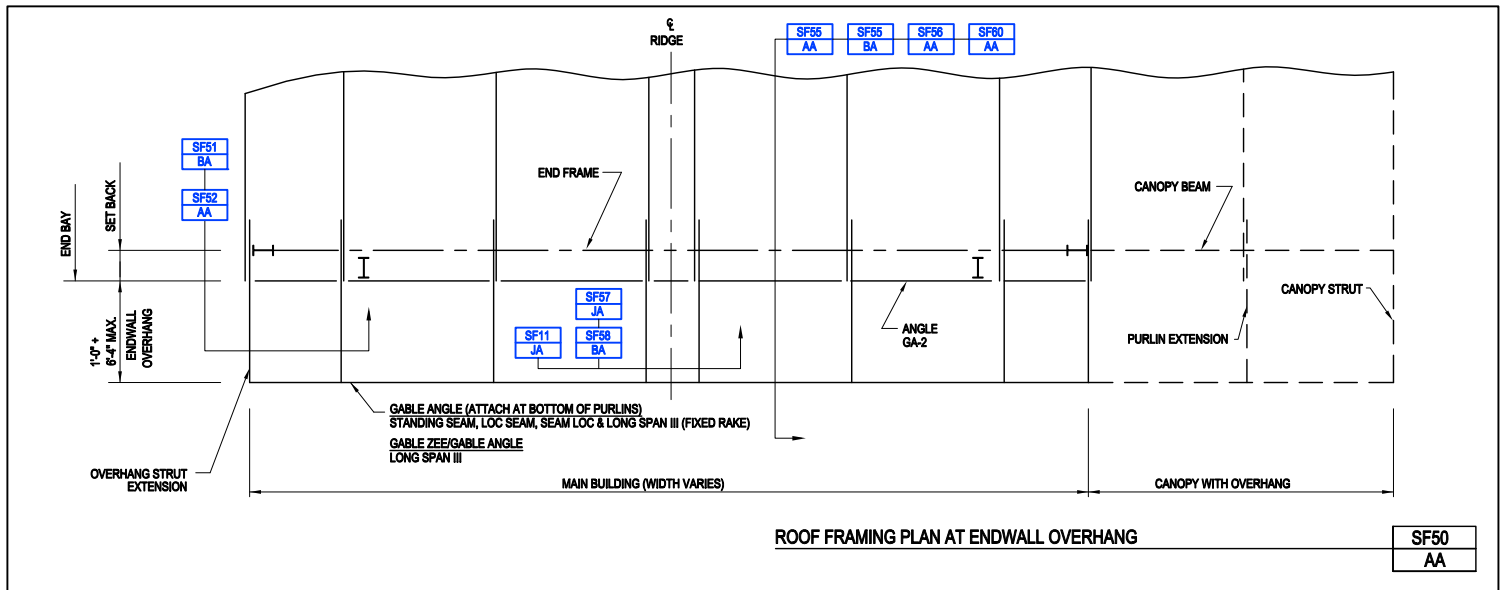 ℄
RIDGE
SF55
AA
SF55
BA
SF56
AA
SF60
AA
SF51
BA
SF52
AA
END BAY
SET BACK
END FRAME
CANOPY BEAM
1'-0" +
6'-4" MAX.
ENDWALL
OVERHANG
SF57
JA
SF11
JA
SF58
BA
ANGLE
GA-2
CANOPY STRUT
PURLIN EXTENSION
GABLE ANGLE (ATTACH AT BOTTOM OF PURLINS)
STANDING SEAM, LOC SEAM, SEAM LOC & LONG SPAN III (FIXED RAKE)
GABLE ZEE/GABLE ANGLE
LONG SPAN III
OVERHANG STRUT
EXTENSION
MAIN BUILDING (WIDTH VARIES)
CANOPY WITH OVERHANG
ROOF FRAMING PLAN AT ENDWALL OVERHANG
SF50
AA